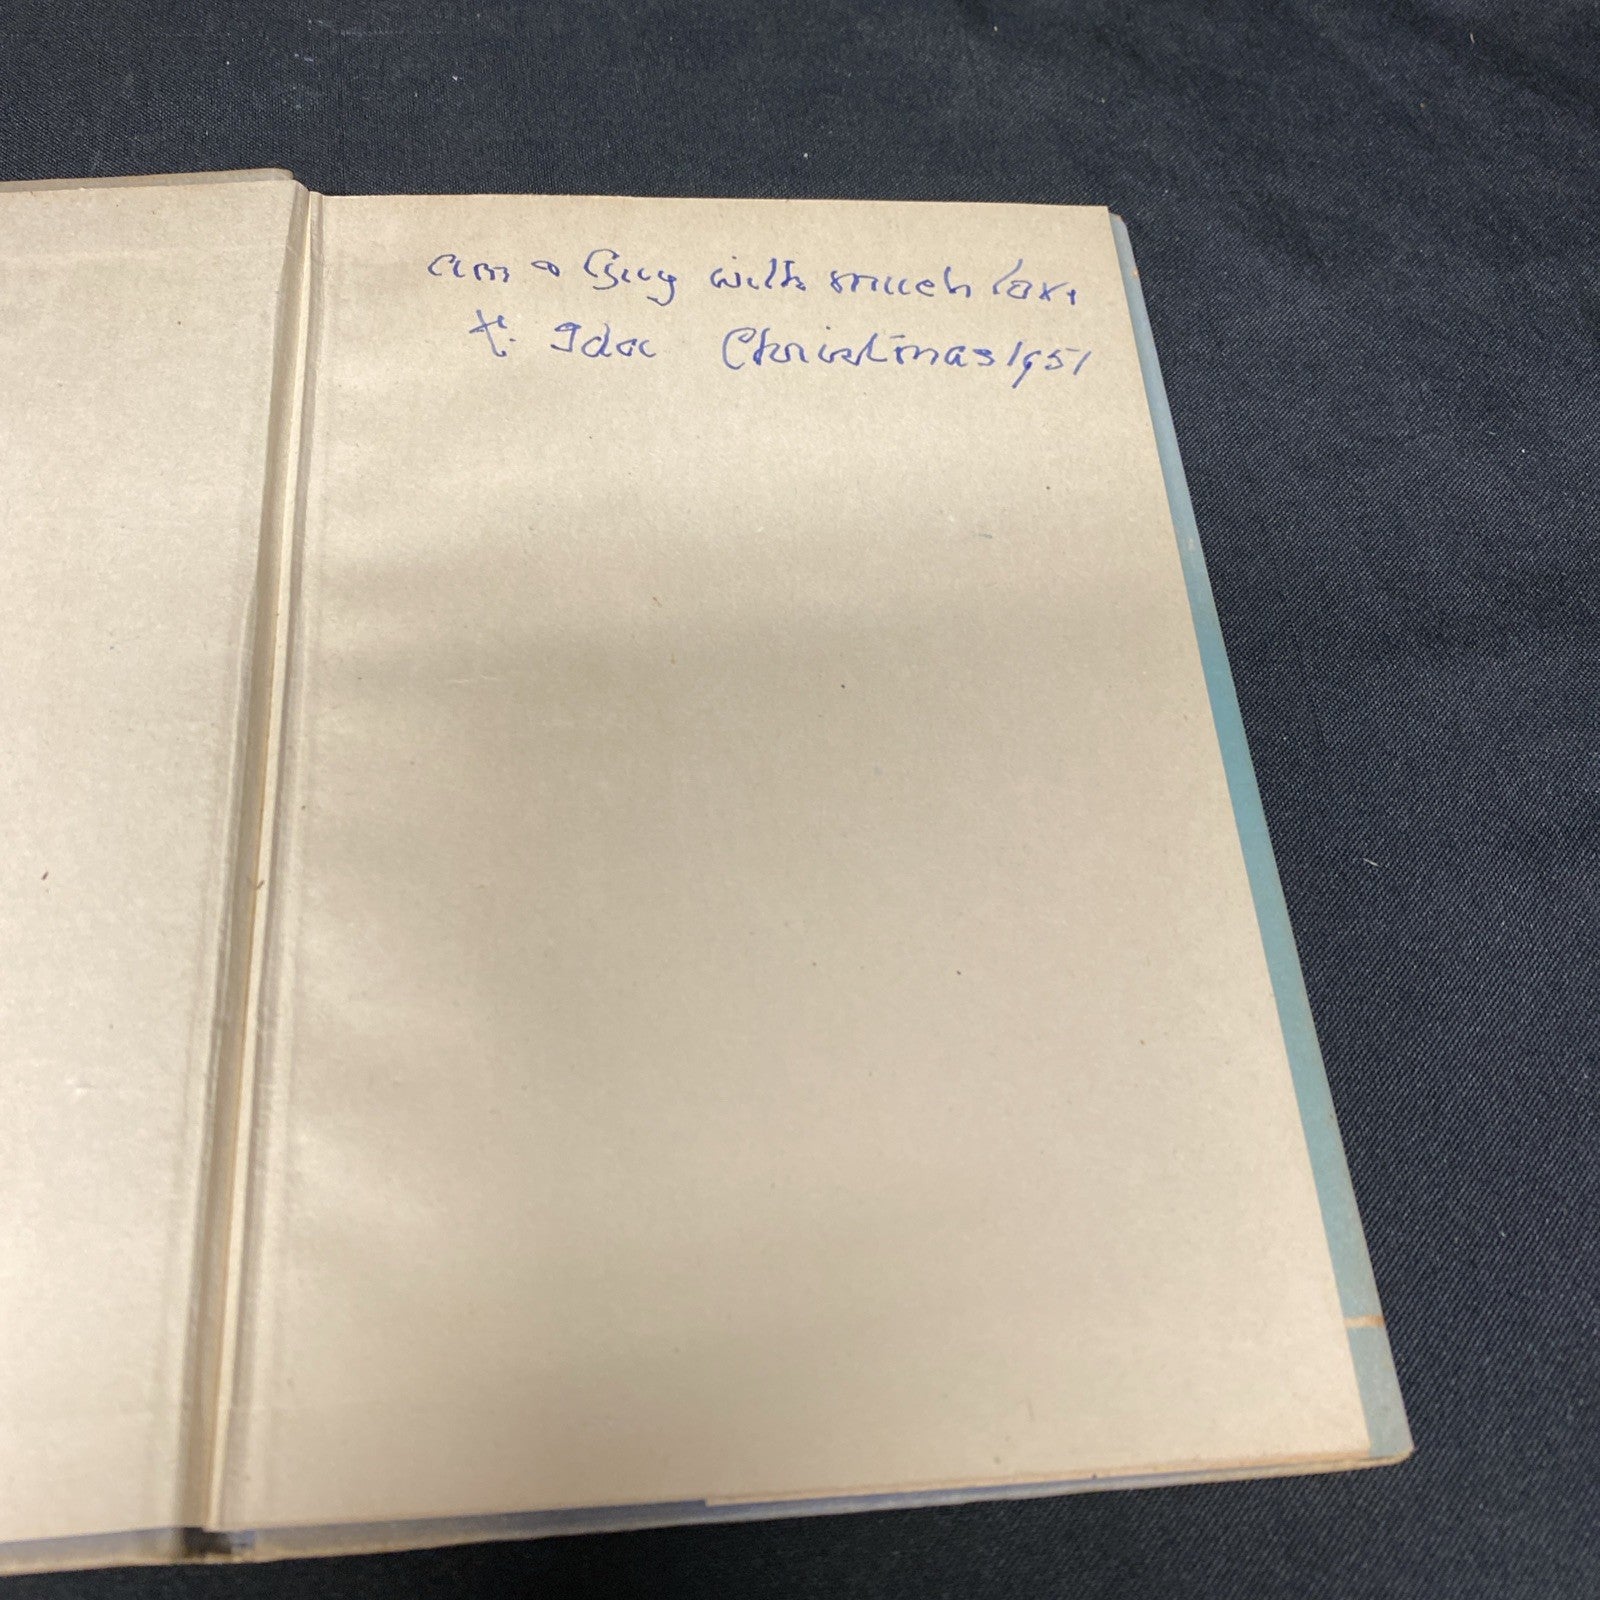 Guy with much love
Ida Christmas 1951